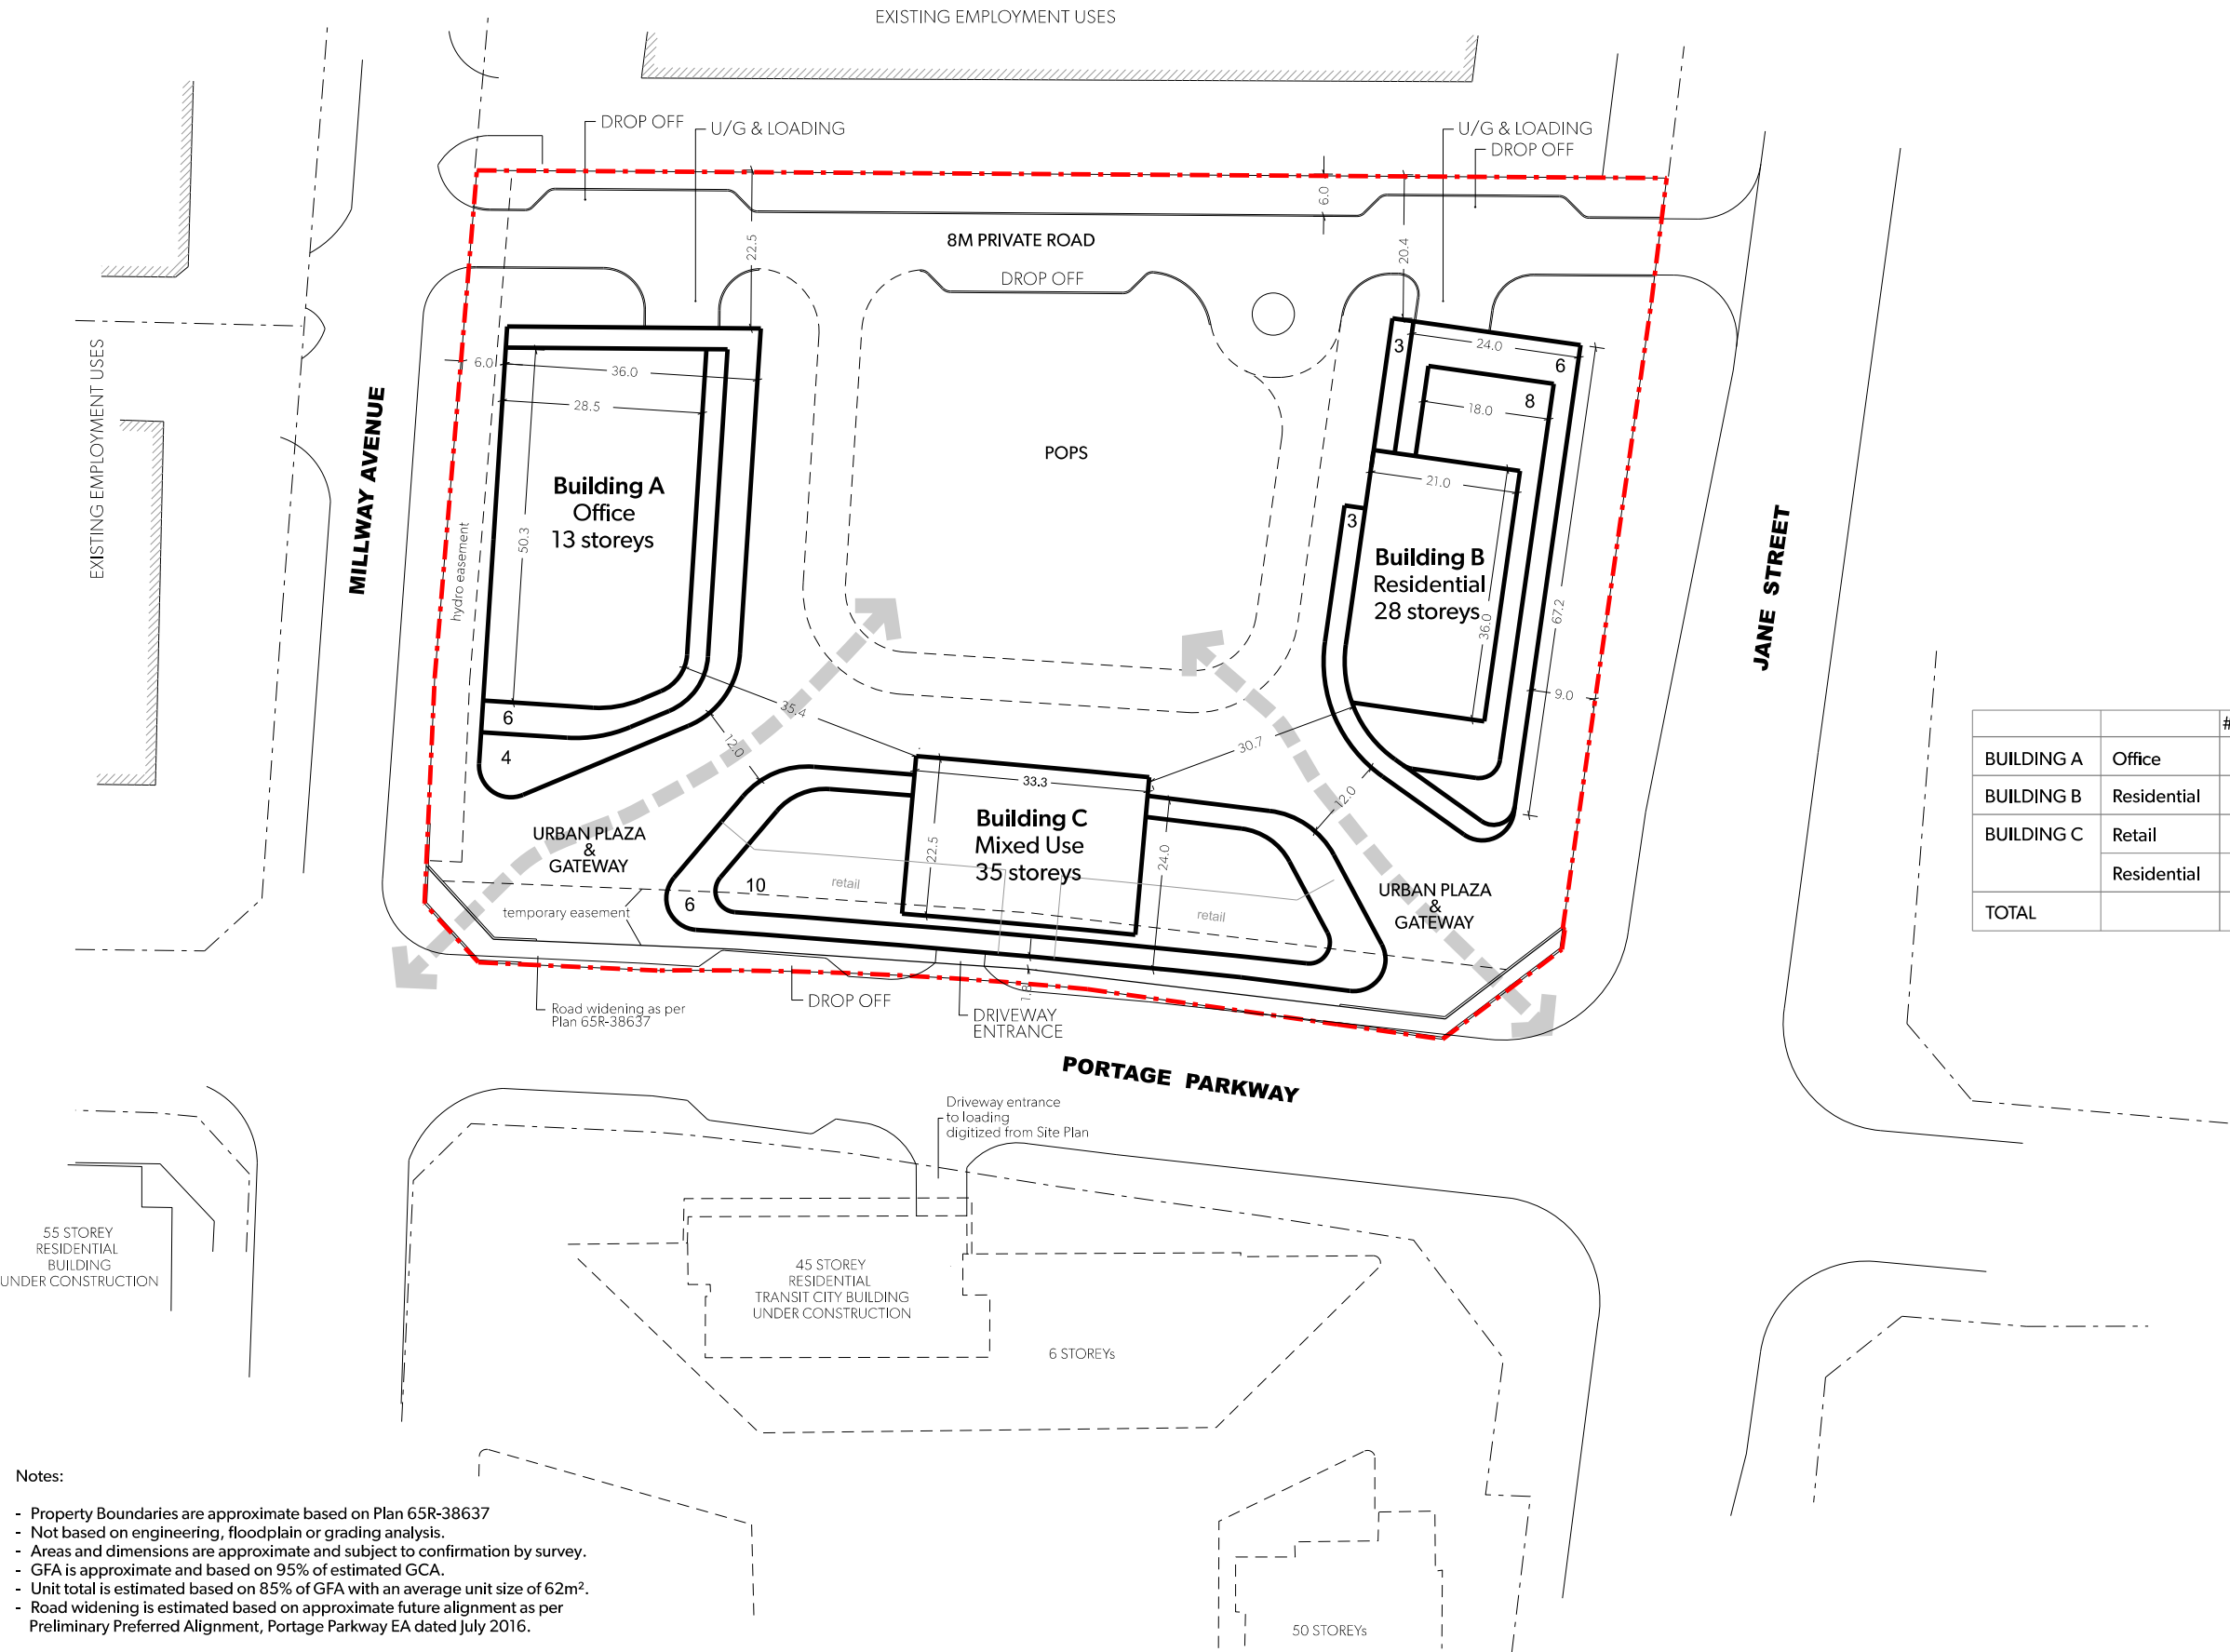 EXISTING EMPLOYMENT USES
DROP OFF
U/G & LOADING
U/G & LOADING
DROP OFF
6.0
22.5
8M PRIVATE ROAD
20.4
DROP OFF
EXISTING EMPLOYMENT USES
MILLWAY AVENUE
hydro easement
6.0
36.0
28.5
50.3
Building A
Office
13 storeys
6
4
POPS
3
24.0
6
8
18.0
21.0
3
Building B
Residential
28 storeys
36.0
67.2
9.0
JANE STREET
35.4
12.0
30.7
12.0
33.3
22.5
24.0
Building C
Mixed Use
35 storeys
10
6
retail
retail
URBAN PLAZA
&
GATEWAY
URBAN PLAZA
&
GATEWAY
temporary easement
1.8
Road widening as per
Plan 65R-38637
DROP OFF
DRIVEWAY
ENTRANCE
PORTAGE PARKWAY
#
BUILDING A Office
BUILDING B Residential
BUILDING C Retail
Residential
TOTAL
Driveway entrance
to loading
digitized from Site Plan
55 STOREY
RESIDENTIAL
BUILDING
UNDER CONSTRUCTION
45 STOREY
RESIDENTIAL
TRANSIT CITY BUILDING
UNDER CONSTRUCTION
6 STOREYs
50 STOREYs
Notes:
- Property Boundaries are approximate based on Plan 65R-38637
- Not based on engineering, floodplain or grading analysis.
- Areas and dimensions are approximate and subject to confirmation by survey.
- GFA is approximate and based on 95% of estimated GCA.
- Unit total is estimated based on 85% of GFA with an average unit size of 62m².
- Road widening is estimated based on approximate future alignment as per
Preliminary Preferred Alignment, Portage Parkway EA dated July 2016.